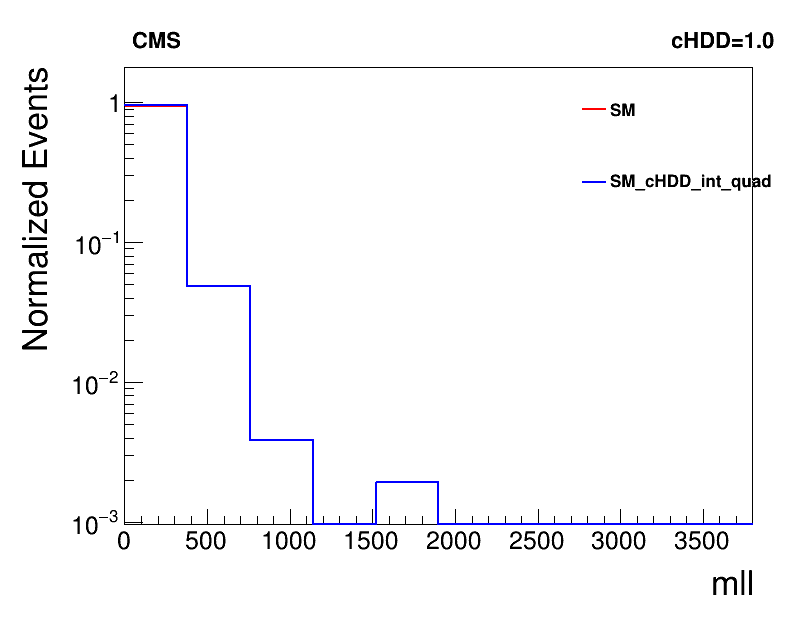 CMS
cHDD=1.0
Normalized Events
1
10⁻¹
10⁻²
10⁻³
SM
SM_cHDD_int_quad
0 500 1000 1500 2000 2500 3000 3500
mll